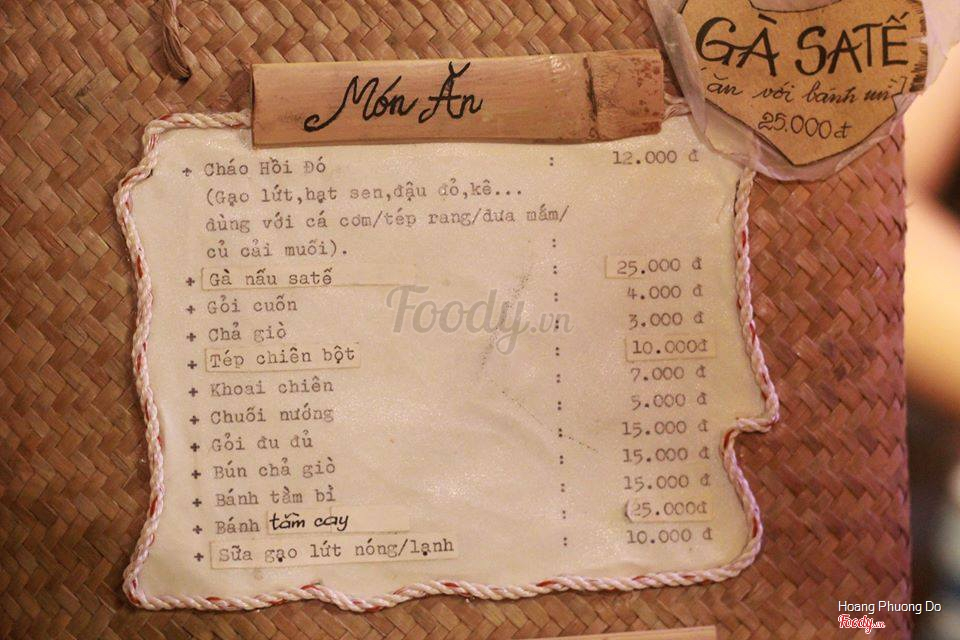 Món Ăn
GÀ SATẾ
[ăn với bánh mì]
25.000đ
+ Cháo Hồi Đó : 12.000 đ
(Gạo lứt,hạt sen,đậu đỏ,kê...
dùng với cá cơm/tép rang/dưa mắm/
củ cải muối). :
+ Gà nấu satế : 25.000 đ
+ Gỏi cuốn : 4.000 đ
+ Chả giò : 3.000 đ
+ Tép chiên bột : 10.000đ
+ Khoai chiên : 7.000 đ
+ Chuối nướng : 5.000 đ
+ Gỏi đu đủ : 15.000 đ
+ Bún chả giò : 15.000 đ
+ Bánh tằm bì : 15.000 đ
+ Bánh tằm cay : 25.000đ
+ Sữa gạo lứt nóng/lạnh : 10.000 đ
Foody.vn
Hoang Phuong Do
Foody.vn